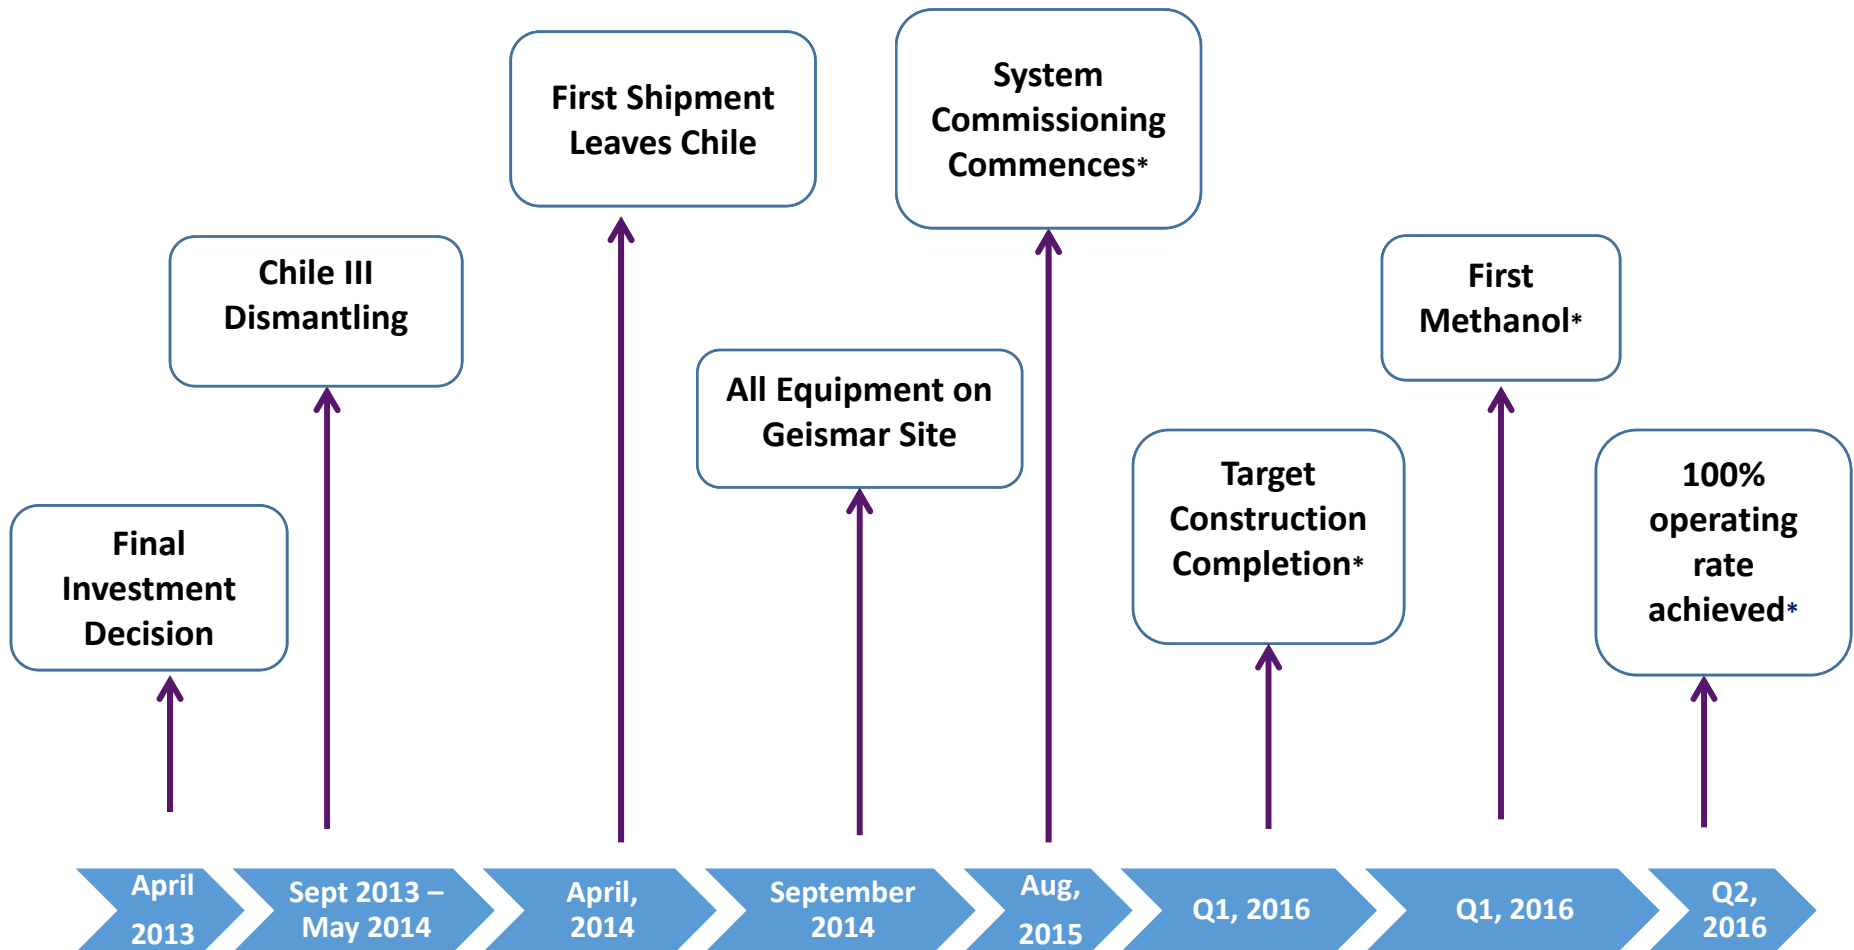 First Shipment
Leaves Chile
System
Commissioning
Commences*
Chile III
Dismantling
First
Methanol*
All Equipment on
Geismar Site
Target
Construction
Completion*
100%
operating
rate
achieved*
Final
Investment
Decision
April
2013
Sept 2013 –
May 2014
April,
2014
September
2014
Aug,
2015
Q1, 2016
Q1, 2016
Q2,
2016